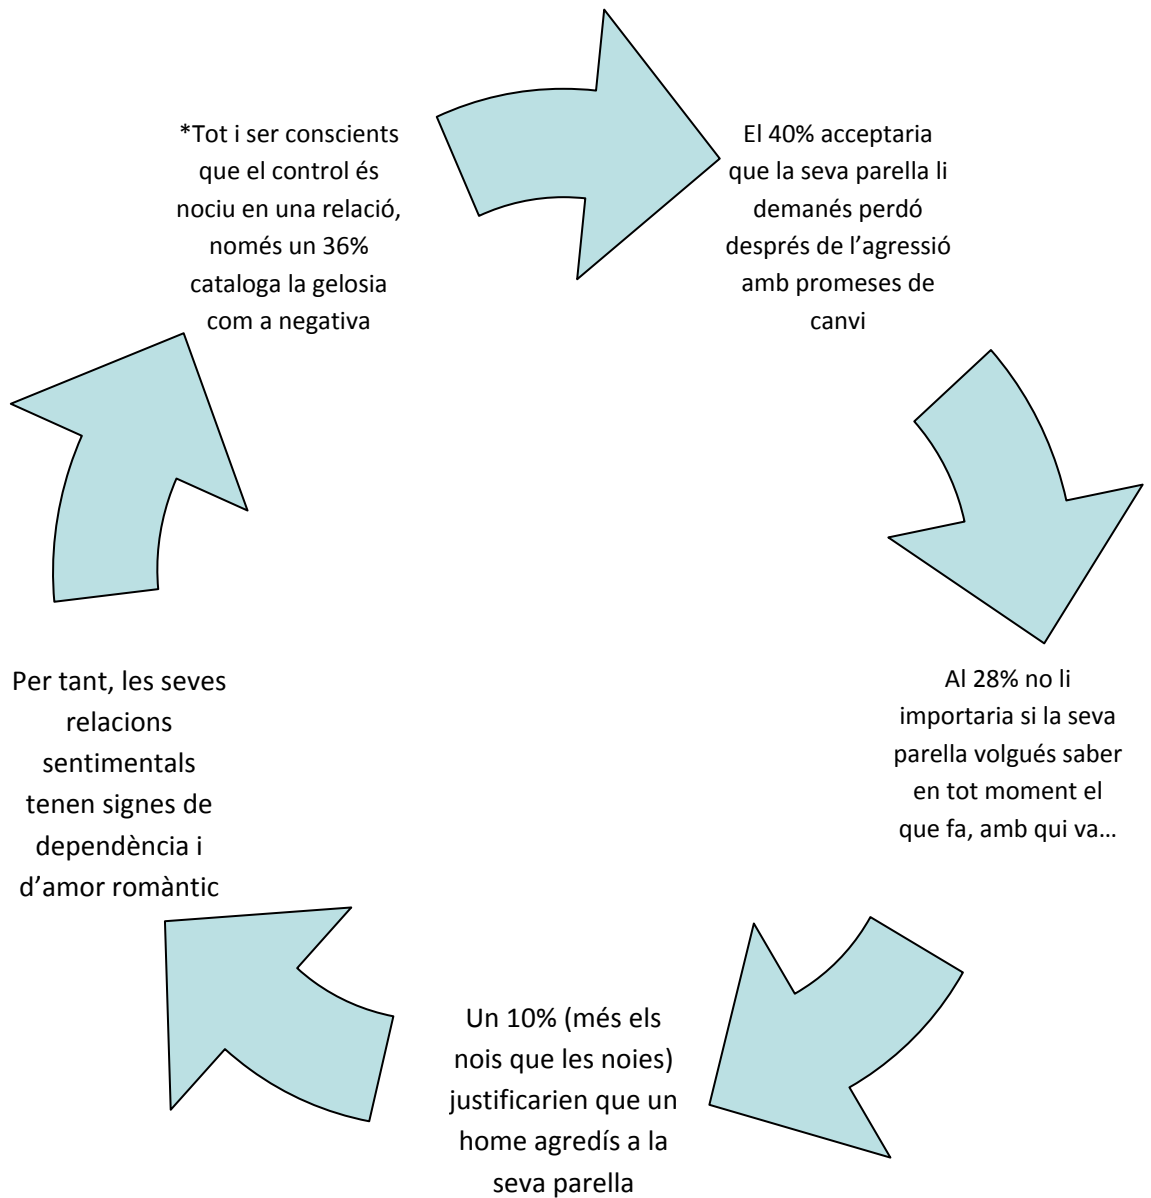 *Tot i ser conscients
que el control és
nociu en una relació,
només un 36%
cataloga la gelosia
com a negativa
El 40% acceptaria
que la seva parella li
demanés perdó
després de l’agressió
amb promeses de
canvi
Al 28% no li
importaria si la seva
parella volgués saber
en tot moment el
que fa, amb qui va…
Un 10% (més els
nois que les noies)
justificarien que un
home agredís a la
seva parella
Per tant, les seves
relacions
sentimentals
tenen signes de
dependència i
d’amor romàntic